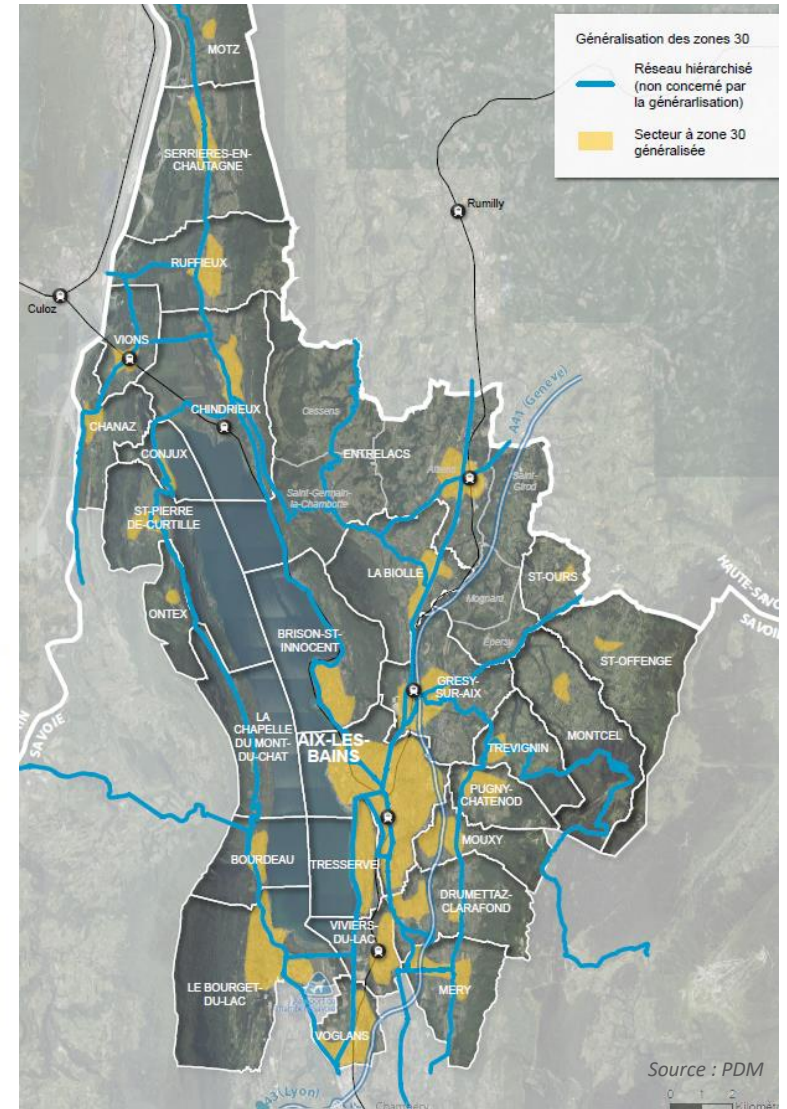 Généralisation des zones 30
Réseau hiérarchisé
(non concerné par
la générarlisation)
Secteur à zone 30
généralisée
MOTZ
SERRIERES-EN-
CHAUTAGNE
Rumilly
RUFFIEUX
Culoz
VIONS
CHINDRIEUX
CHANAZ
CONJUX
Cessens
ENTRELACS
Albens
A41 (Genève)
Saint-
Girod
Saint-Germain-
la-Chambotte
ST-PIERRE
DE-CURTILLE
LA BIOLLE
ST-OURS
Mognard
HAUTE-SAVOIE
SAVOIE
ONTEX
BRISON-ST-
INNOCENT
Epersy
ST-OFFENGE
GRESY-
SUR-AIX
AIN
SAVOIE
LA
CHAPELLE
DU MONT-
DU-CHAT
AIX-LES-
BAINS
TREVIGNIN
MONTCEL
PUGNY-
CHATENOD
BOURDEAU
TRESSERVE
MOUXY
DRUMETTAZ-
CLARAFOND
VIVIERS-
DU-LAC
LE BOURGET-
DU-LAC
MERY
VOGLANS
A43 (Lyon)
Chambéry
Source : PDM
0 1 2